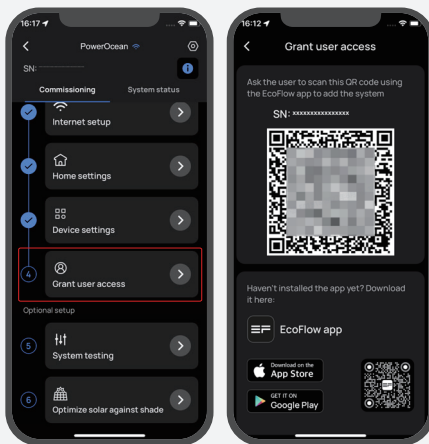 16:17
PowerOcean
SN:
Commissioning
System status
Internet setup
Home settings
Device settings
4
Grant user access
Optional setup
5
System testing
6
Optimize solar against shade
16:12
Grant user access
Ask the user to scan this QR code using
the EcoFlow app to add the system
SN: ****************
Haven't installed the app yet? Download
it here:
EcoFlow app
Download on the
App Store
GET IT ON
Google Play